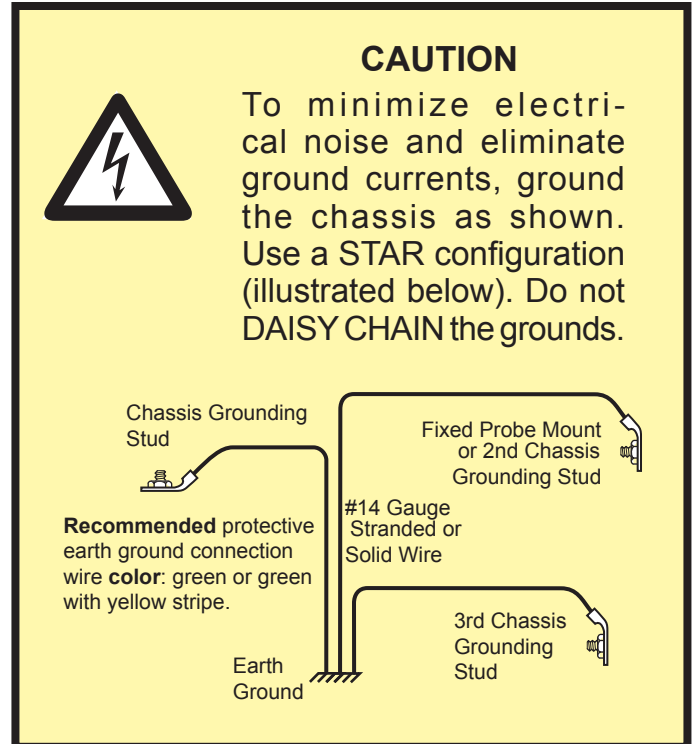 CAUTION
To minimize electri-
cal noise and eliminate
ground currents, ground
the chassis as shown.
Use a STAR configuration
(illustrated below). Do not
DAISY CHAIN the grounds.
Chassis Grounding
Stud
Fixed Probe Mount
or 2nd Chassis
Grounding Stud
Recommended protective
earth ground connection
wire color: green or green
with yellow stripe.
#14 Gauge
Stranded or
Solid Wire
3rd Chassis
Grounding
Stud
Earth
Ground